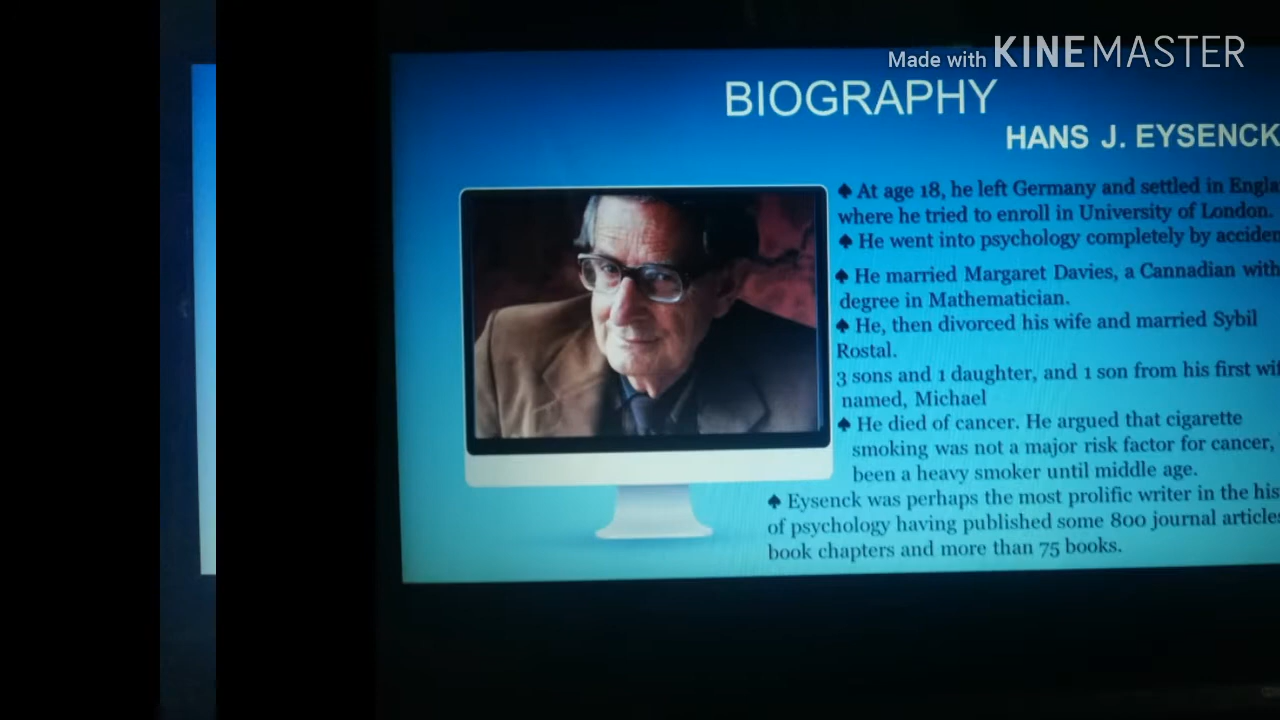 Made with KINEMASTER
BIOGRAPHY
HANS J. EYSENCK
♠ At age 18, he left Germany and settled in Engla
where he tried to enroll in University of London.
♠ He went into psychology completely by acciden
♠ He married Margaret Davies, a Cannadian with
degree in Mathematician.
♠ He, then divorced his wife and married Sybil
Rostal.
3 sons and 1 daughter, and 1 son from his first wi
named, Michael
♠ He died of cancer. He argued that cigarette
smoking was not a major risk factor for cancer,
been a heavy smoker until middle age.
♠ Eysenck was perhaps the most prolific writer in the his
of psychology having published some 800 journal articles
book chapters and more than 75 books.